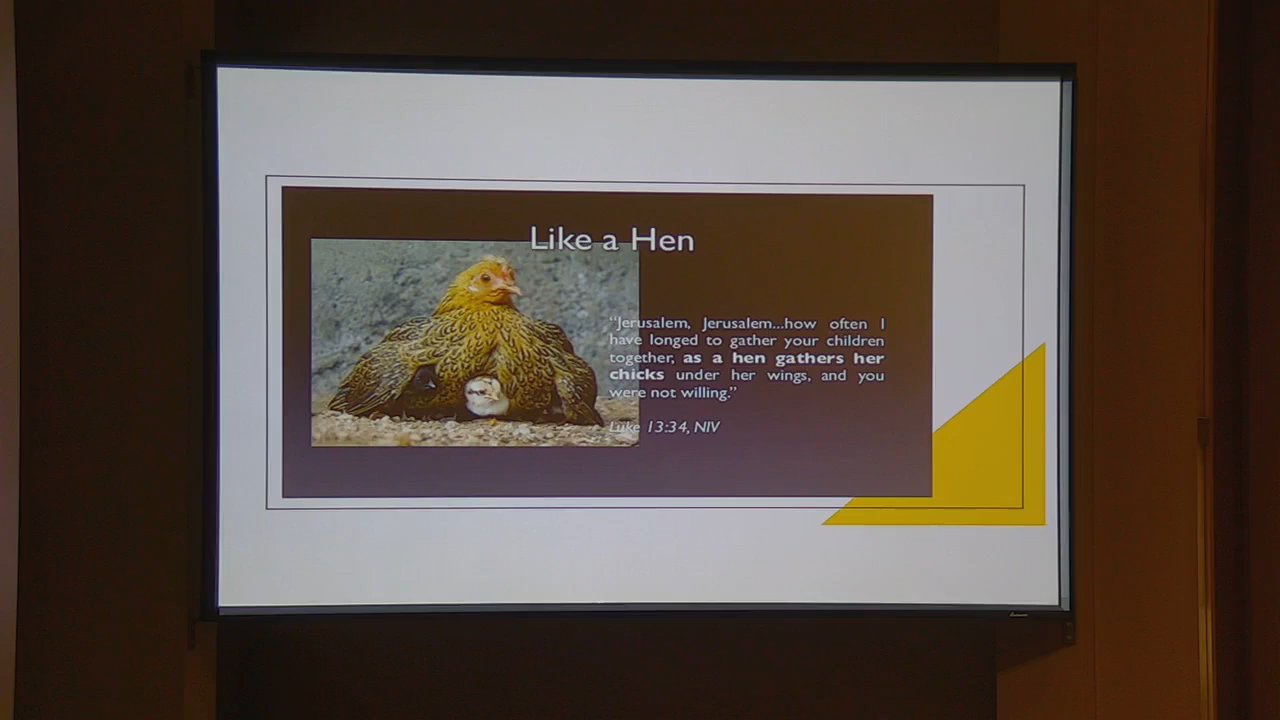 Like a Hen
"Jerusalem, Jerusalem...how often I
have longed to gather your children
together, as a hen gathers her
chicks under her wings, and you
were not willing."
Luke 13:34, NIV